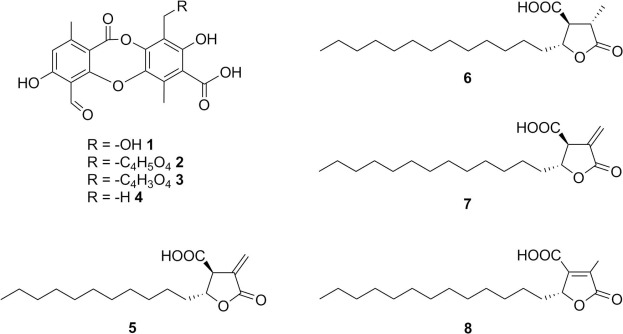 R
O
O
OH
HO
O
OH
O
O
R = -OH 1
R = -C₄H₅O₄ 2
R = -C₄H₃O₄ 3
R = -H 4
HOOC
O
O
5
HOOC
O
O
6
HOOC
O
O
7
HOOC
O
O
8